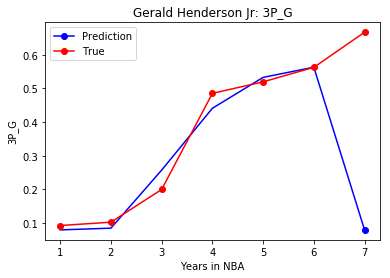 Gerald Henderson Jr: 3P_G
Prediction
True
0.6
0.5
0.4
0.3
0.2
0.1
3P_G
1 2 3 4 5 6 7
Years in NBA